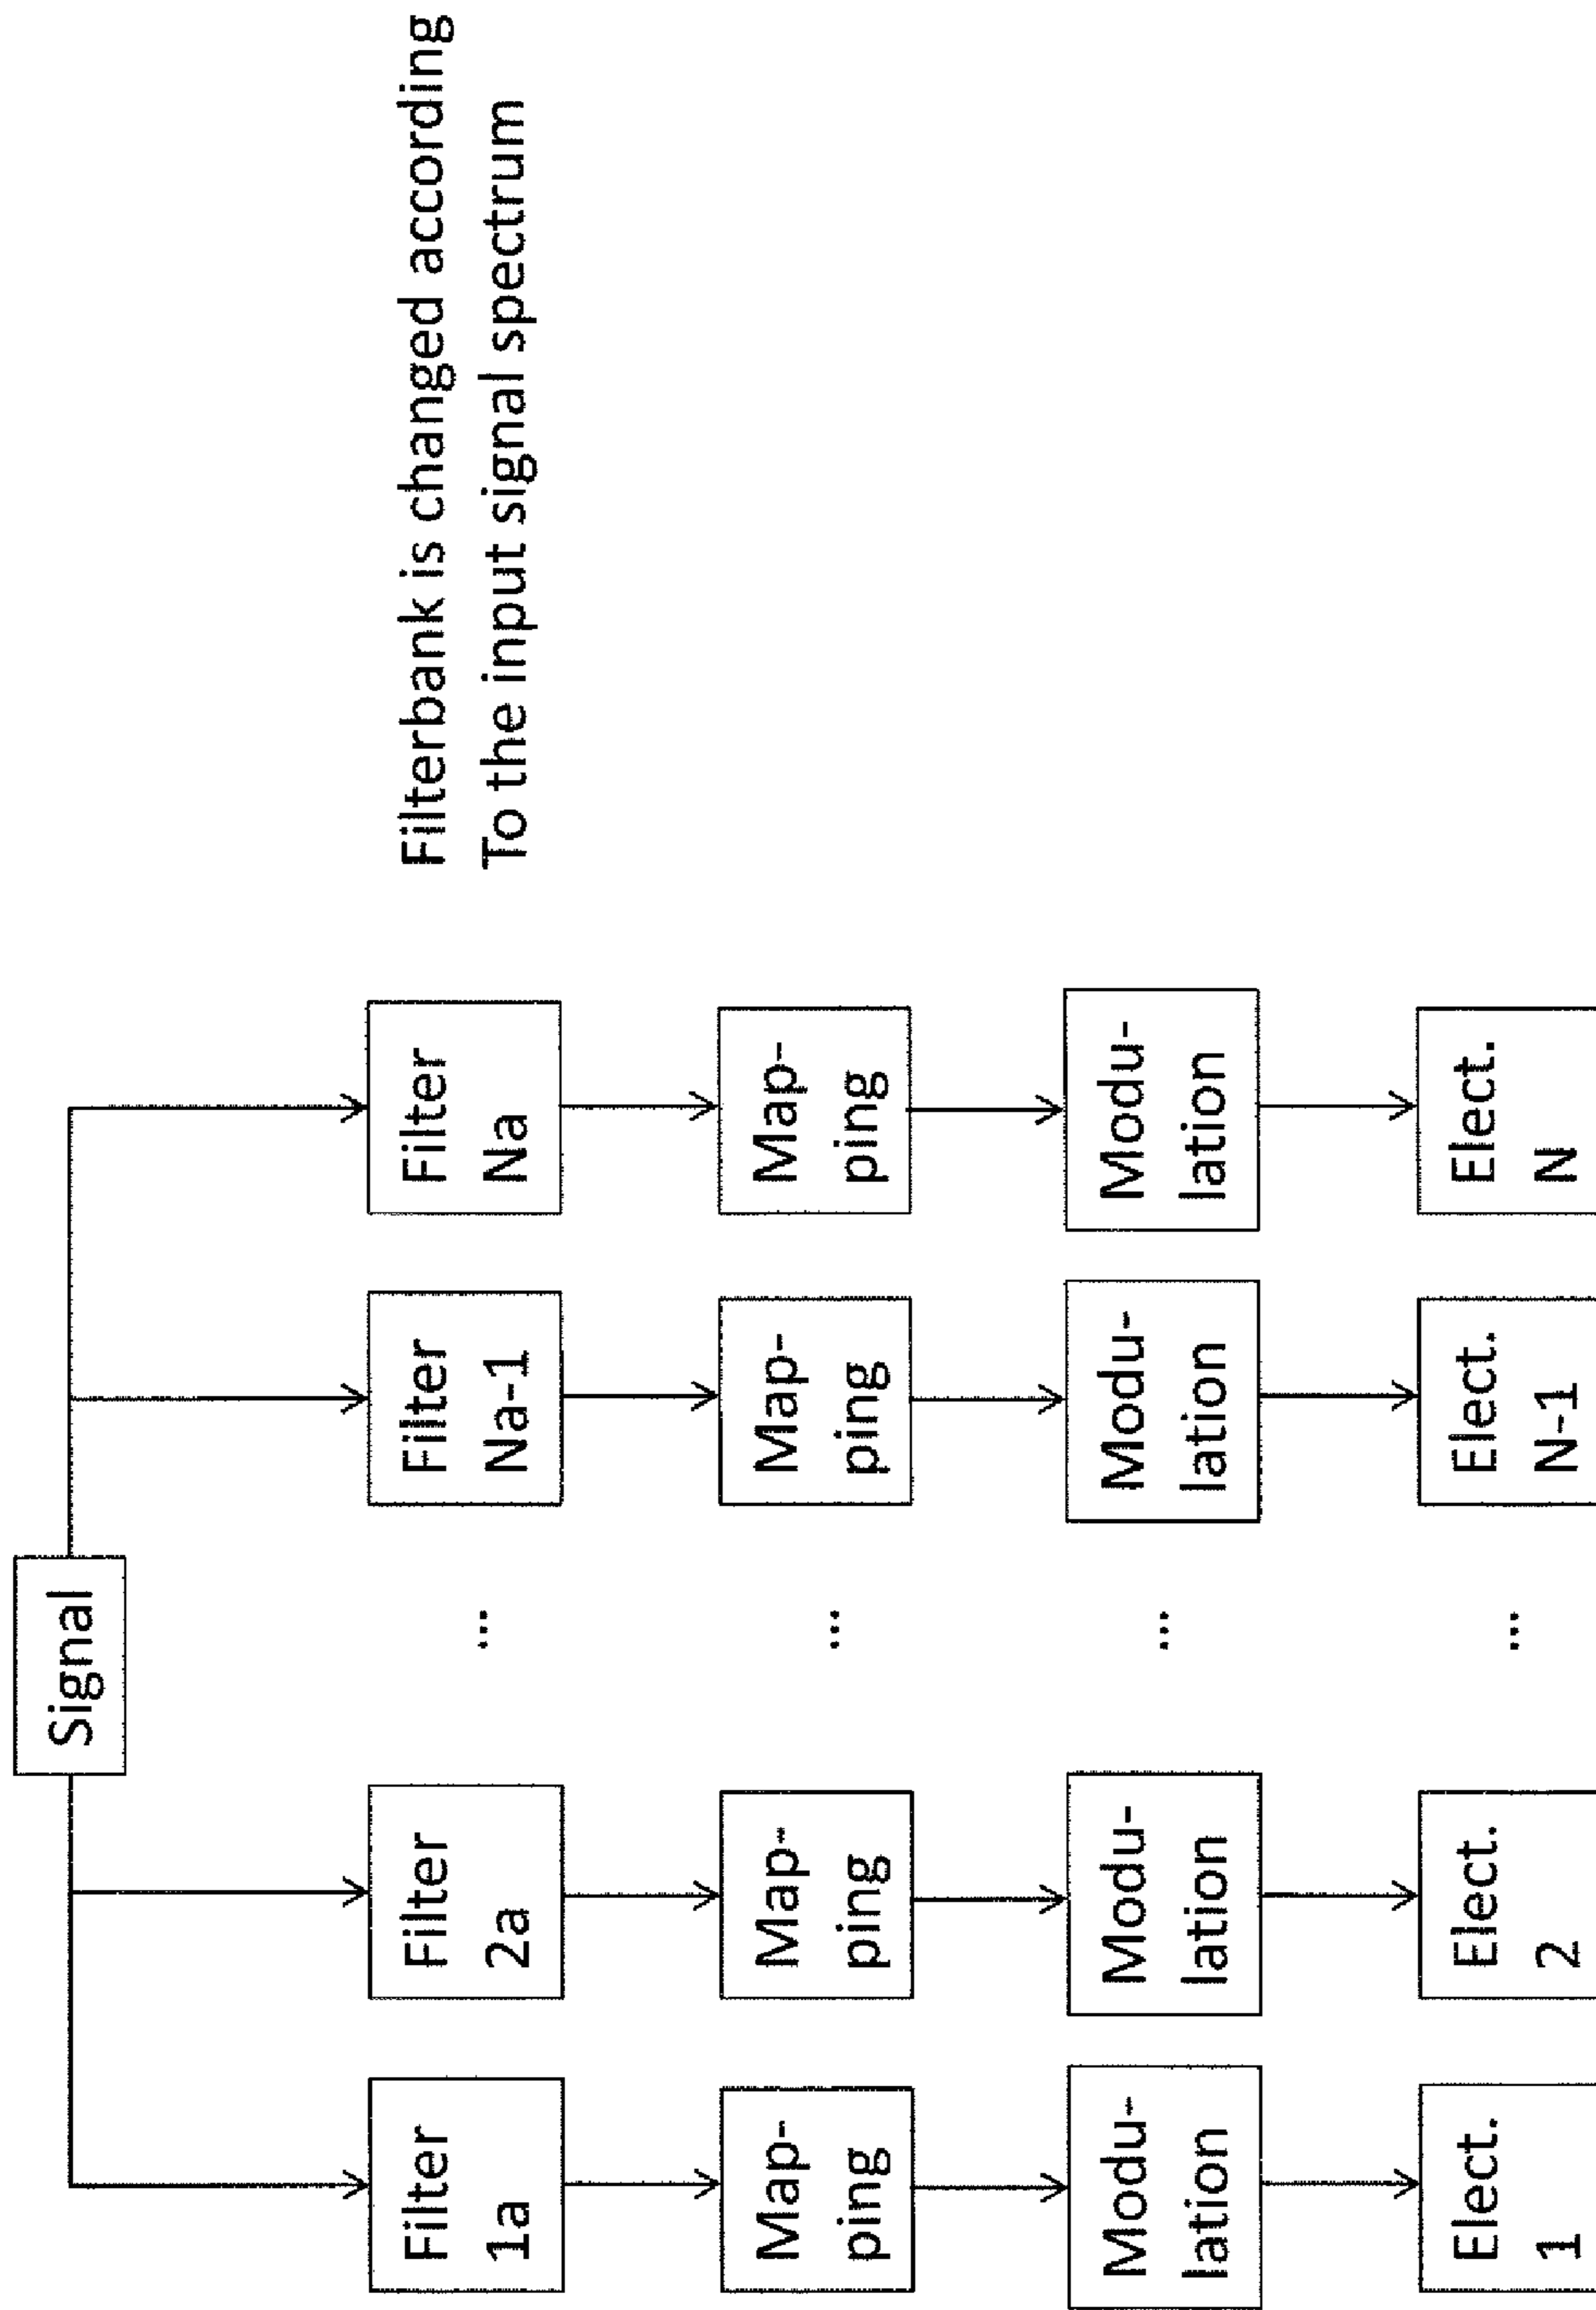 Signal
Filter
1a
Filter
2a
...
Filter
Na-1
Filter
Na
Filterbank is changed according
To the input signal spectrum
Map-
ping
Map-
ping
...
Map-
ping
Map-
ping
Modu-
lation
Modu-
lation
...
Modu-
lation
Modu-
lation
Elect.
1
Elect.
2
...
Elect.
N-1
Elect.
N